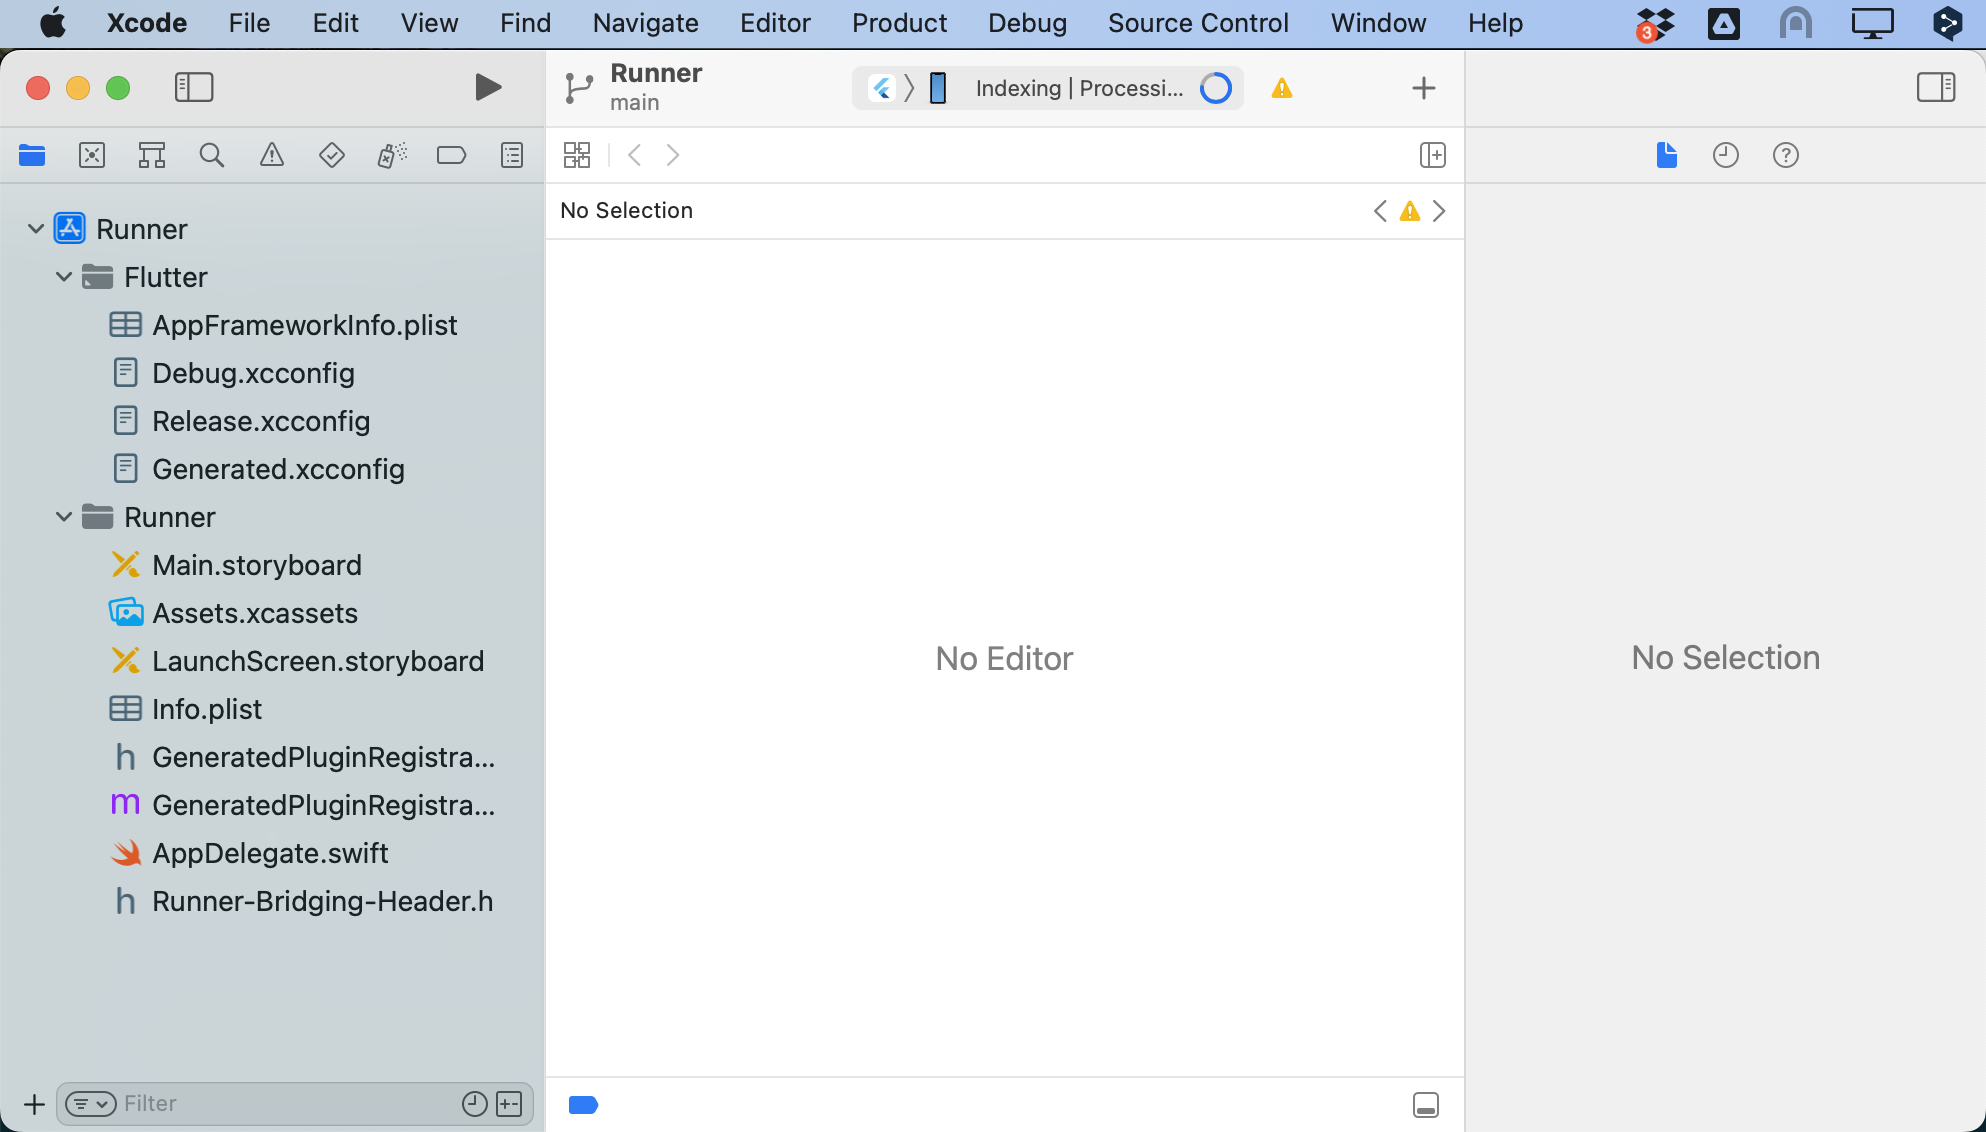 Xcode File Edit View Find Navigate Editor Product Debug Source Control Window Help
3
Runner
main
Indexing | Processi...
No Selection
Runner
Flutter
AppFrameworkInfo.plist
Debug.xcconfig
Release.xcconfig
Generated.xcconfig
Runner
Main.storyboard
Assets.xcassets
LaunchScreen.storyboard
Info.plist
h GeneratedPluginRegistra...
m GeneratedPluginRegistra...
AppDelegate.swift
h Runner-Bridging-Header.h
Filter
No Editor
No Selection